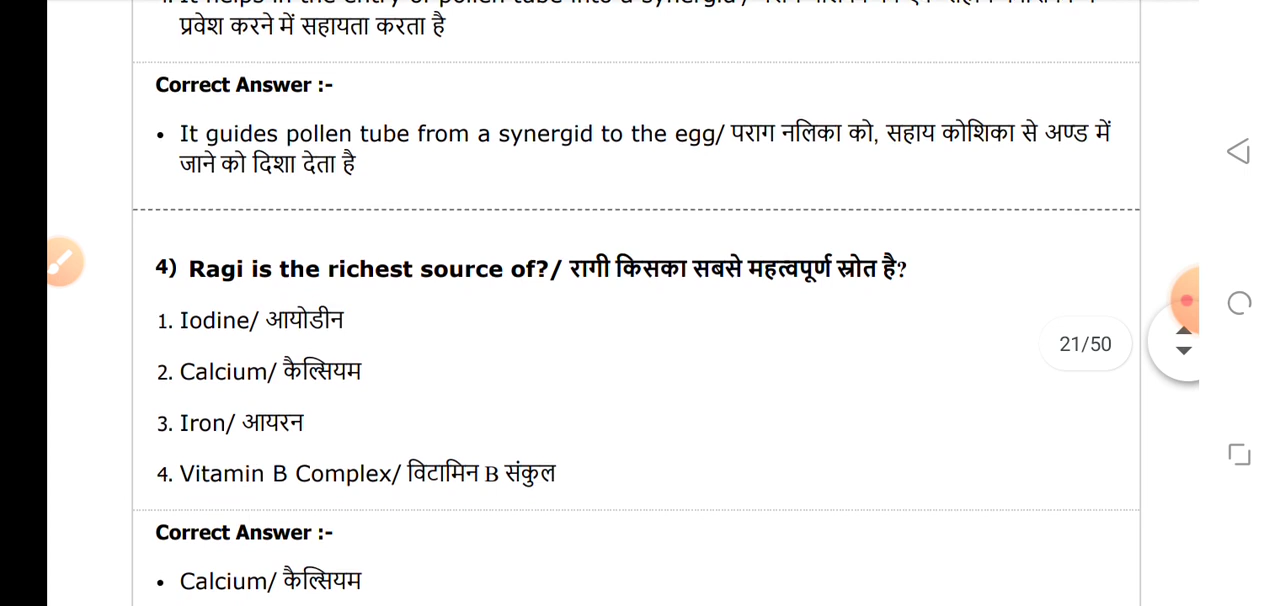 प्रवेश करने में सहायता करता है
Correct Answer :-
• It guides pollen tube from a synergid to the egg/ पराग नलिका को, सहाय कोशिका से अण्ड में
जाने को दिशा देता है
4) Ragi is the richest source of?/ रागी किसका सबसे महत्वपूर्ण स्रोत है?
1. Iodine/ आयोडीन
2. Calcium/ कैल्सियम
21/50
3. Iron/ आयरन
4. Vitamin B Complex/ विटामिन B संकुल
Correct Answer :-
• Calcium/ कैल्सियम